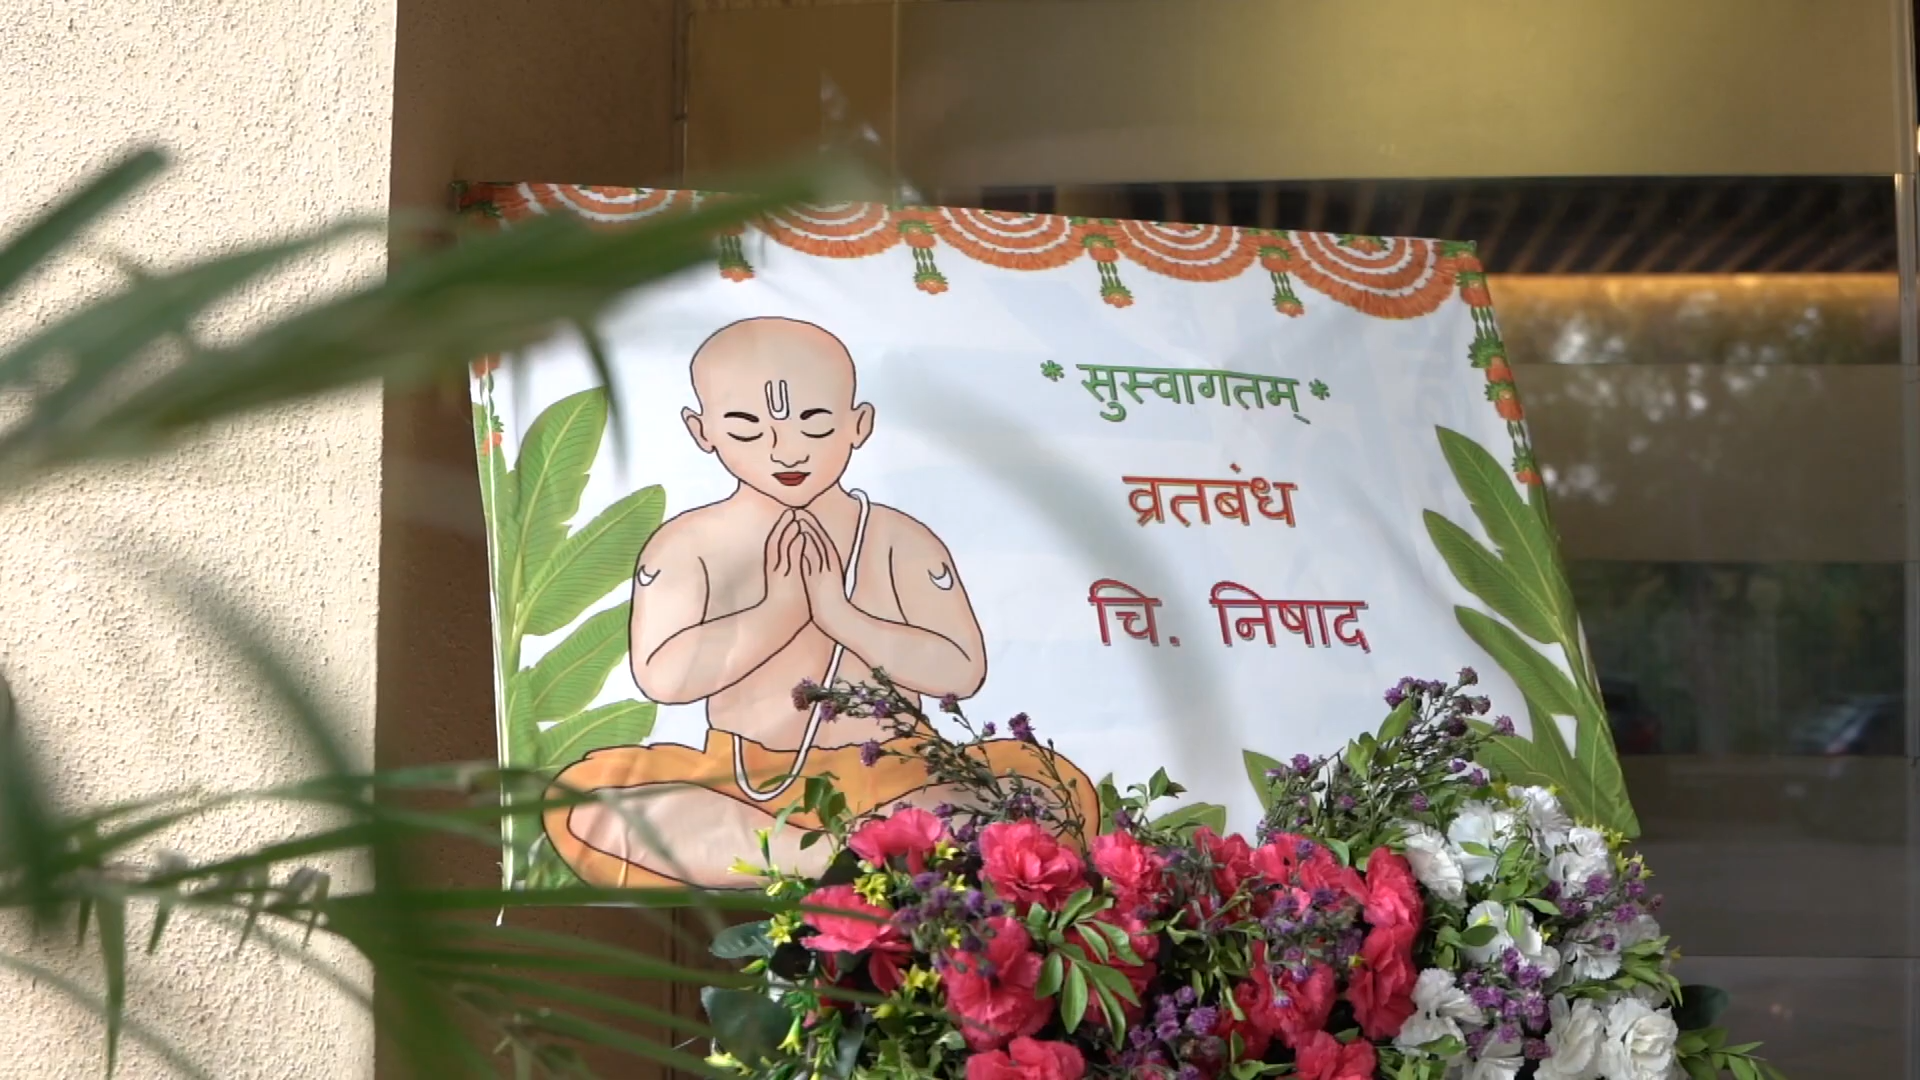 * सुस्वागतम् *
व्रतबंध
चि. निषाद